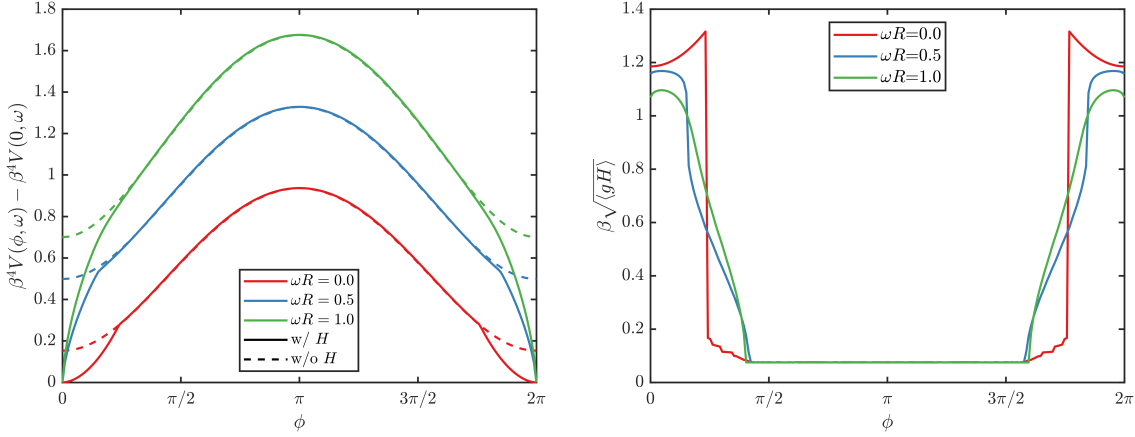 β⁴V(ϕ, ω) − β⁴V(0, ω)
1.8
1.6
1.4
1.2
1
0.8
0.6
0.4
0.2
0
ωR = 0.0
ωR = 0.5
ωR = 1.0
w/ H
w/o H
0 π/2 π 3π/2 2π
ϕ
β√⟨gH⟩
1.4
1.2
1
0.8
0.6
0.4
0.2
0
ωR=0.0
ωR=0.5
ωR=1.0
0 π/2 π 3π/2 2π
ϕ